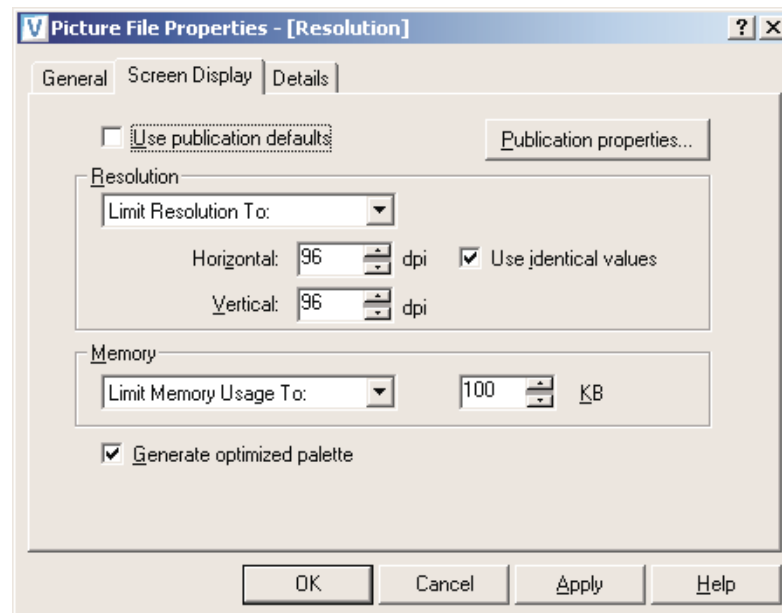 V Picture File Properties - [Resolution] ? X
General Screen Display Details
Use publication defaults Publication properties...
Resolution
Limit Resolution To:
Horizontal: 96 dpi Use identical values
Vertical: 96 dpi
Memory
Limit Memory Usage To: 100 KB
Generate optimized palette
OK Cancel Apply Help